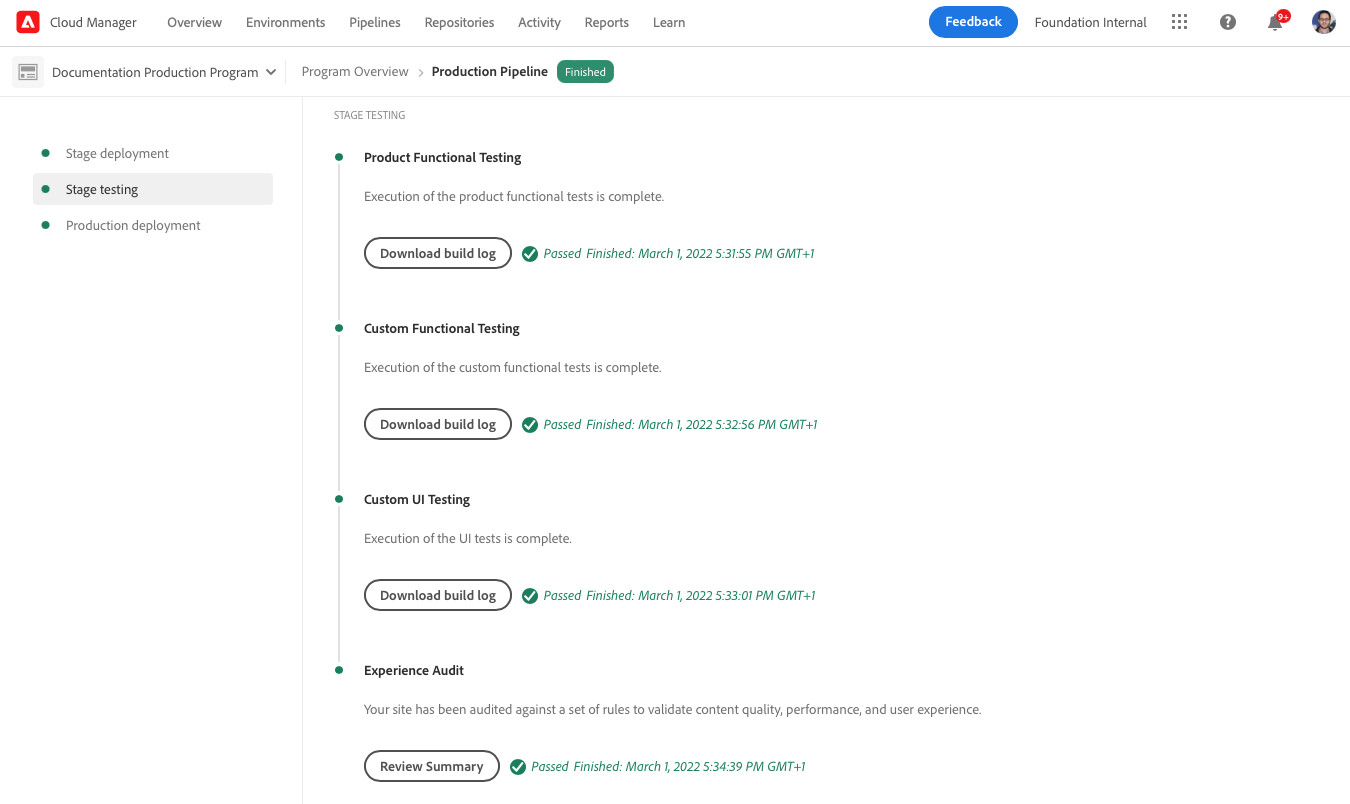 Cloud Manager Overview Environments Pipelines Repositories Activity Reports Learn Feedback Foundation Internal 9+
Documentation Production Program Program Overview Production Pipeline Finished
STAGE TESTING
Stage deployment
Stage testing
Production deployment
Product Functional Testing
Execution of the product functional tests is complete.
Download build log Passed Finished: March 1, 2022 5:31:55 PM GMT+1
Custom Functional Testing
Execution of the custom functional tests is complete.
Download build log Passed Finished: March 1, 2022 5:32:56 PM GMT+1
Custom UI Testing
Execution of the UI tests is complete.
Download build log Passed Finished: March 1, 2022 5:33:01 PM GMT+1
Experience Audit
Your site has been audited against a set of rules to validate content quality, performance, and user experience.
Review Summary Passed Finished: March 1, 2022 5:34:39 PM GMT+1